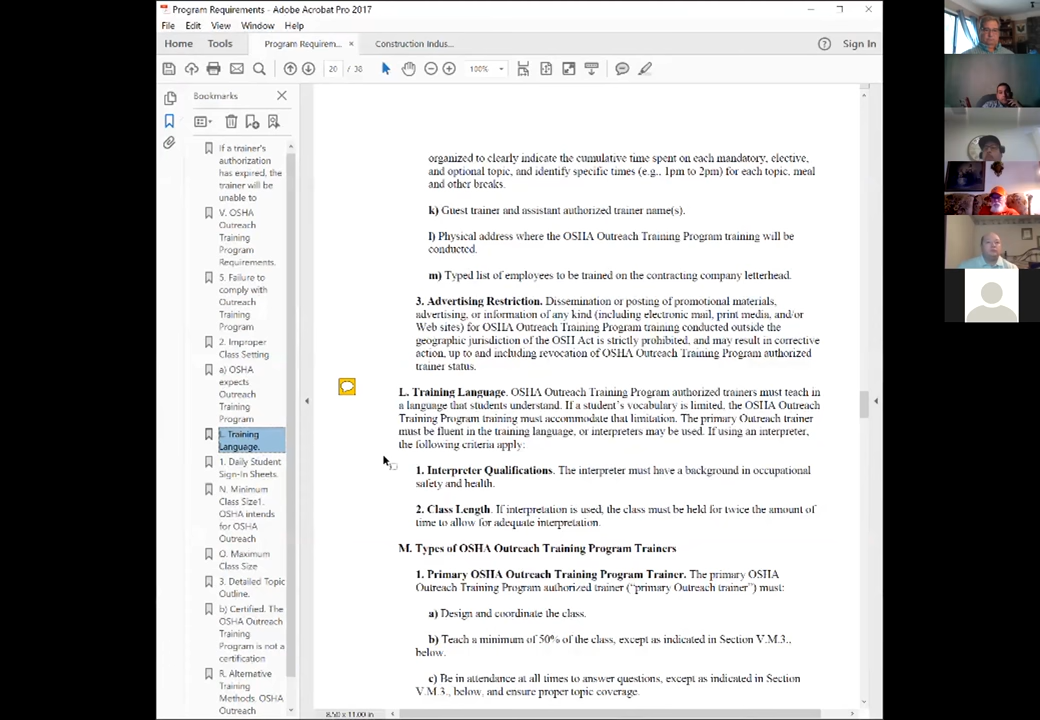 Program Requirements - Adobe Acrobat Pro 2017
File Edit View Window Help
Home Tools Program Requirem... × Construction Indus... Sign In
20 / 38 100%
Bookmarks
If a trainer's
authorization
has expired, the
trainer will be
unable to
V. OSHA
Outreach
Training
Program
Requirements.
5. Failure to
comply with
Outreach
Training
Program
2. Improper
Class Setting
a) OSHA
expects
Outreach
Training
Program
L. Training
Language.
1. Daily Student
Sign-In Sheets.
N. Minimum
Class Size1.
OSHA intends
for OSHA
Outreach
O. Maximum
Class Size
3. Detailed Topic
Outline.
b) Certified. The
OSHA Outreach
Training
Program is not a
certification
R. Alternative
Training
Methods. OSHA
Outreach
organized to clearly indicate the cumulative time spent on each mandatory, elective,
and optional topic, and identify specific times (e.g., 1pm to 2pm) for each topic, meal
and other breaks.
k) Guest trainer and assistant authorized trainer name(s).
l) Physical address where the OSHA Outreach Training Program training will be
conducted.
m) Typed list of employees to be trained on the contracting company letterhead.
3. Advertising Restriction. Dissemination or posting of promotional materials,
advertising, or information of any kind (including electronic mail, print media, and/or
Web sites) for OSHA Outreach Training Program training conducted outside the
geographic jurisdiction of the OSH Act is strictly prohibited, and may result in corrective
action, up to and including revocation of OSHA Outreach Training Program authorized
trainer status.
L. Training Language. OSHA Outreach Training Program authorized trainers must teach in
a language that students understand. If a student's vocabulary is limited, the OSHA Outreach
Training Program training must accommodate that limitation. The primary Outreach trainer
must be fluent in the training language, or interpreters may be used. If using an interpreter,
the following criteria apply:
1. Interpreter Qualifications. The interpreter must have a background in occupational
safety and health.
2. Class Length. If interpretation is used, the class must be held for twice the amount of
time to allow for adequate interpretation.
M. Types of OSHA Outreach Training Program Trainers
1. Primary OSHA Outreach Training Program Trainer. The primary OSHA
Outreach Training Program authorized trainer ("primary Outreach trainer") must:
a) Design and coordinate the class.
b) Teach a minimum of 50% of the class, except as indicated in Section V.M.3.,
below.
c) Be in attendance at all times to answer questions, except as indicated in Section
V.M.3., below, and ensure proper topic coverage.
8.50 x 11.00 in